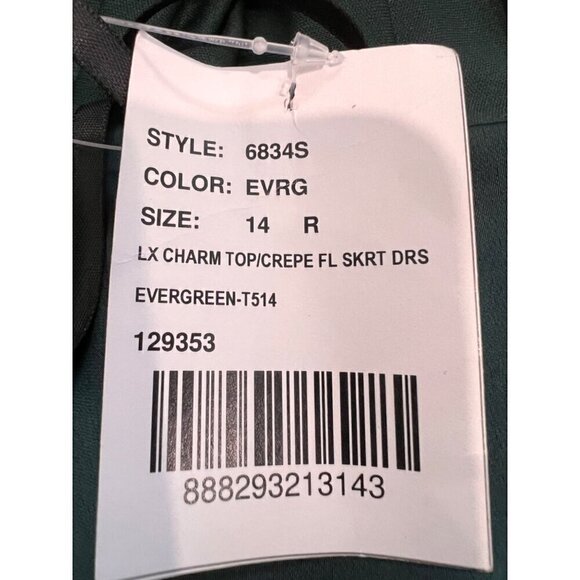 STYLE: 6834S
COLOR: EVRG
SIZE: 14 R
LX CHARM TOP/CREPE FL SKRT DRS
EVERGREEN-T514
129353
888293213143